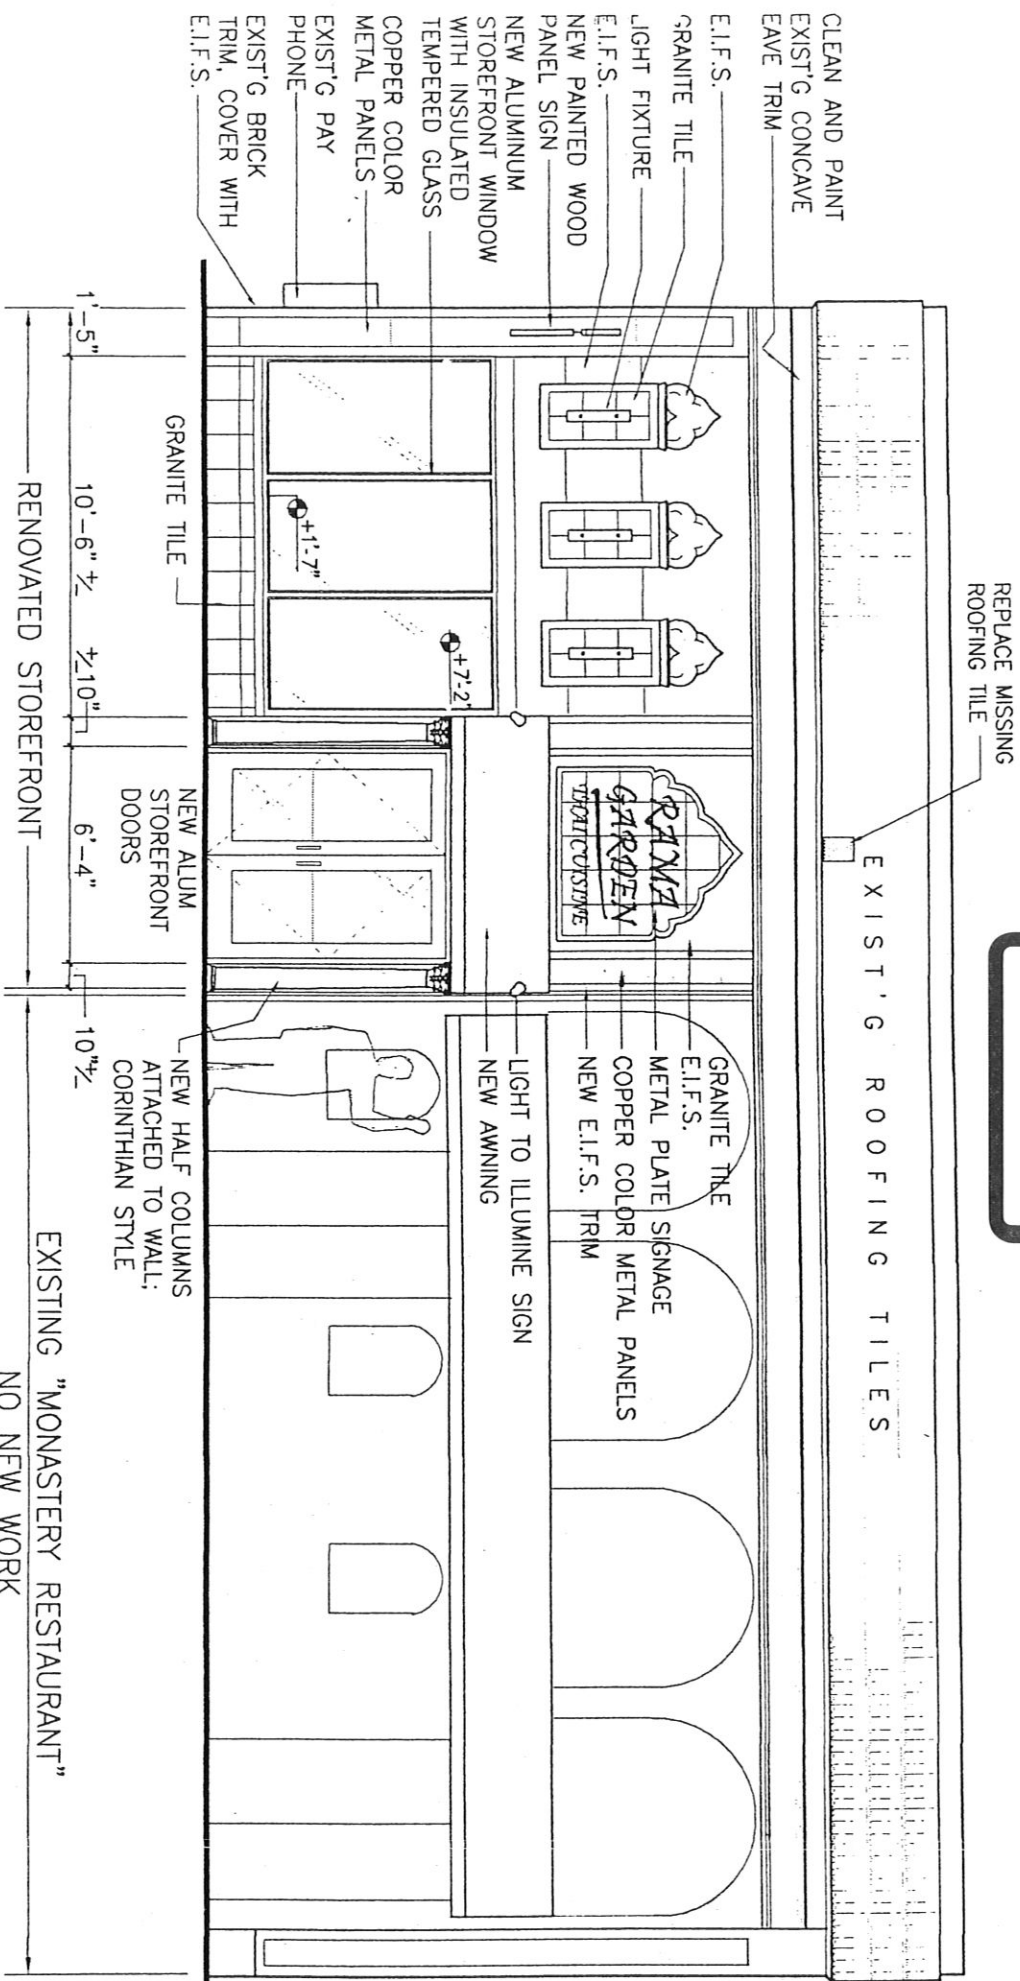 REPLACE MISSING
ROOFING TILE
EXIST'G ROOFING TILES
CLEAN AND PAINT
EXIST'G CONCAVE
EAVE TRIM
E.I.F.S.
GRANITE TILE
LIGHT FIXTURE
E.I.F.S.
NEW PAINTED WOOD
PANEL SIGN
NEW ALUMINUM
STOREFRONT WINDOW
WITH INSULATED
TEMPERED GLASS
COPPER COLOR
METAL PANELS
EXIST'G PAY
PHONE
EXIST'G BRICK
TRIM, COVER WITH
E.I.F.S.
RAMA
GARDEN
THAI CUISINE
GRANITE TILE
E.I.F.S.
METAL PLATE SIGNAGE
COPPER COLOR METAL PANELS
NEW E.I.F.S. TRIM
LIGHT TO ILLUMINE SIGN
NEW AWNING
+7'-2"
+1'-7"
GRANITE TILE
NEW ALUM
STOREFRONT
DOORS
NEW HALF COLUMNS
ATTACHED TO WALL;
CORINTHIAN STYLE
1'-5"
10'-6" +/-
+/-10"
6'-4"
10"+/-
RENOVATED STOREFRONT
EXISTING "MONASTERY RESTAURANT"
NO NEW WORK